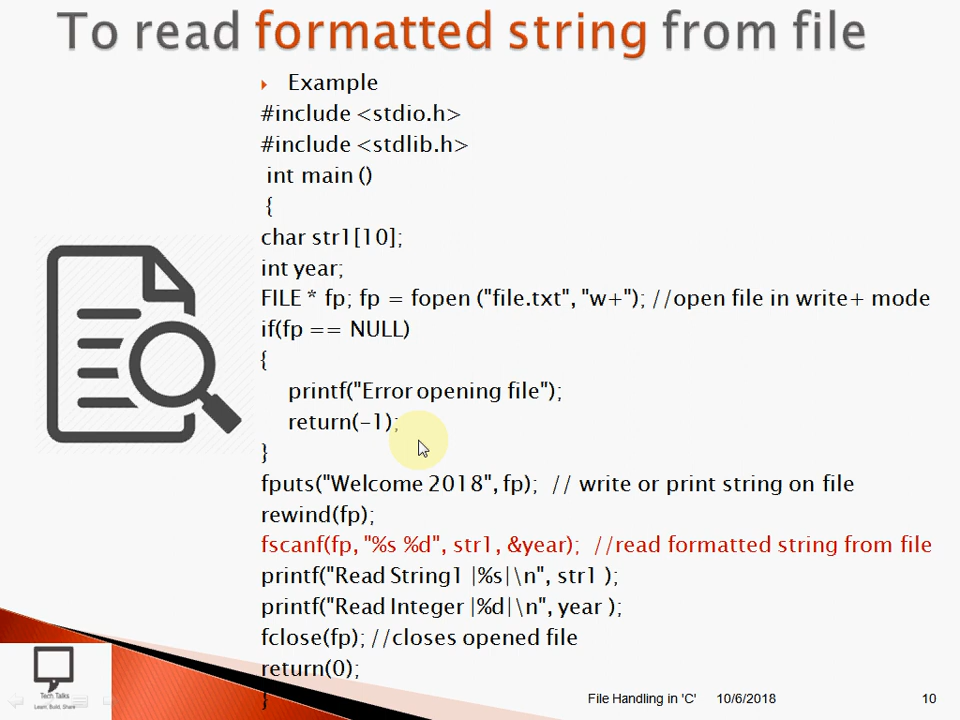 To read formatted string from file
Example
#include <stdio.h>
#include <stdlib.h>
int main ()
{
char str1[10];
int year;
FILE * fp; fp = fopen ("file.txt", "w+"); //open file in write+ mode
if(fp == NULL)
{
printf("Error opening file");
return(-1);
}
fputs("Welcome 2018", fp); // write or print string on file
rewind(fp);
fscanf(fp, "%s %d", str1, &year); //read formatted string from file
printf("Read String1 |%s|\n", str1 );
printf("Read Integer |%d|\n", year );
fclose(fp); //closes opened file
return(0);
}
Tech Talks
Learn. Build. Share
File Handling in 'C' 10/6/2018 10